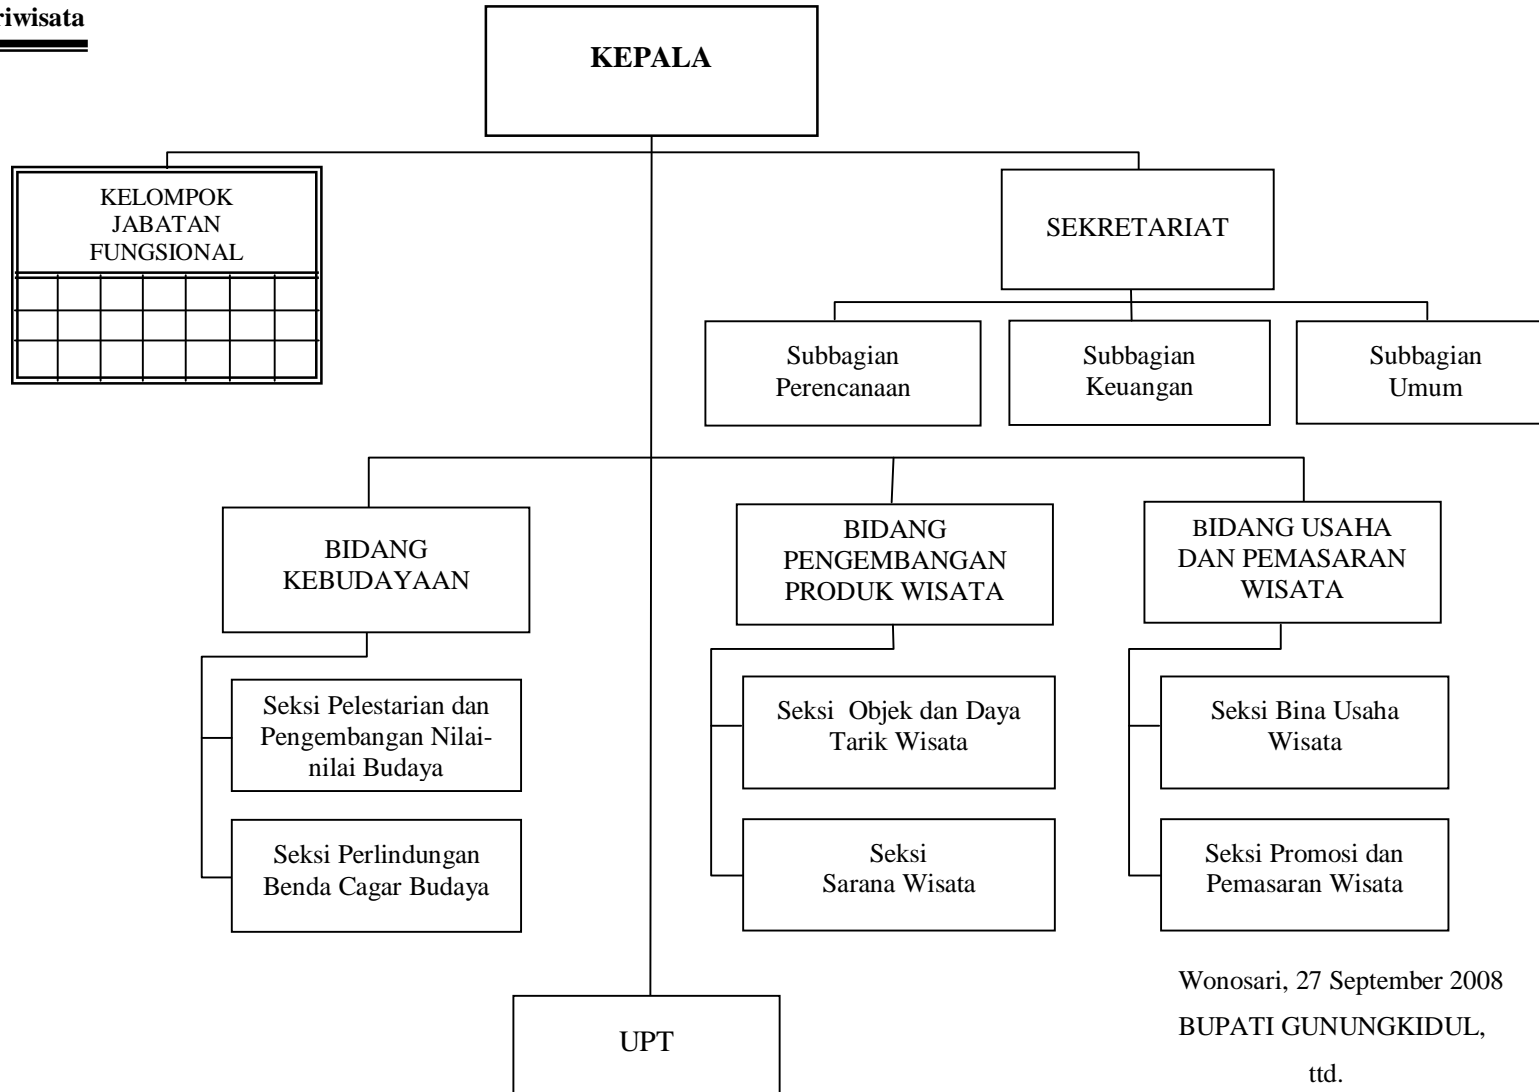 riwisata
KEPALA
KELOMPOK
JABATAN
FUNGSIONAL
SEKRETARIAT
Subbagian
Perencanaan
Subbagian
Keuangan
Subbagian
Umum
BIDANG
KEBUDAYAAN
BIDANG
PENGEMBANGAN
PRODUK WISATA
BIDANG USAHA
DAN PEMASARAN
WISATA
Seksi Pelestarian dan
Pengembangan Nilai-
nilai Budaya
Seksi Objek dan Daya
Tarik Wisata
Seksi Bina Usaha
Wisata
Seksi Perlindungan
Benda Cagar Budaya
Seksi
Sarana Wisata
Seksi Promosi dan
Pemasaran Wisata
UPT
Wonosari, 27 September 2008
BUPATI GUNUNGKIDUL,
ttd.